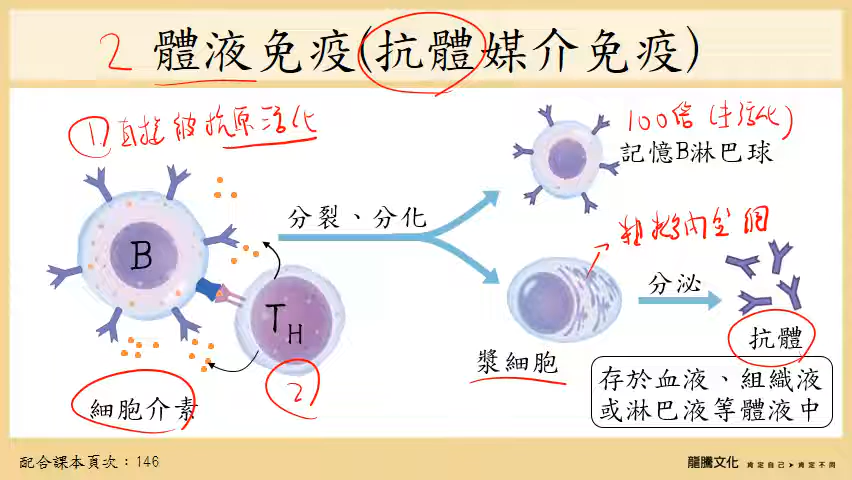 2 體液免疫(抗體媒介免疫)
① 直接被抗原活化
100倍(未活化)
記憶B淋巴球
分裂、分化
粗糙內質網
B
TH
②
分泌
抗體
漿細胞
細胞介素
存於血液、組織液
或淋巴液等體液中
配合課本頁次：146
龍騰文化 肯定自己➤肯定不同